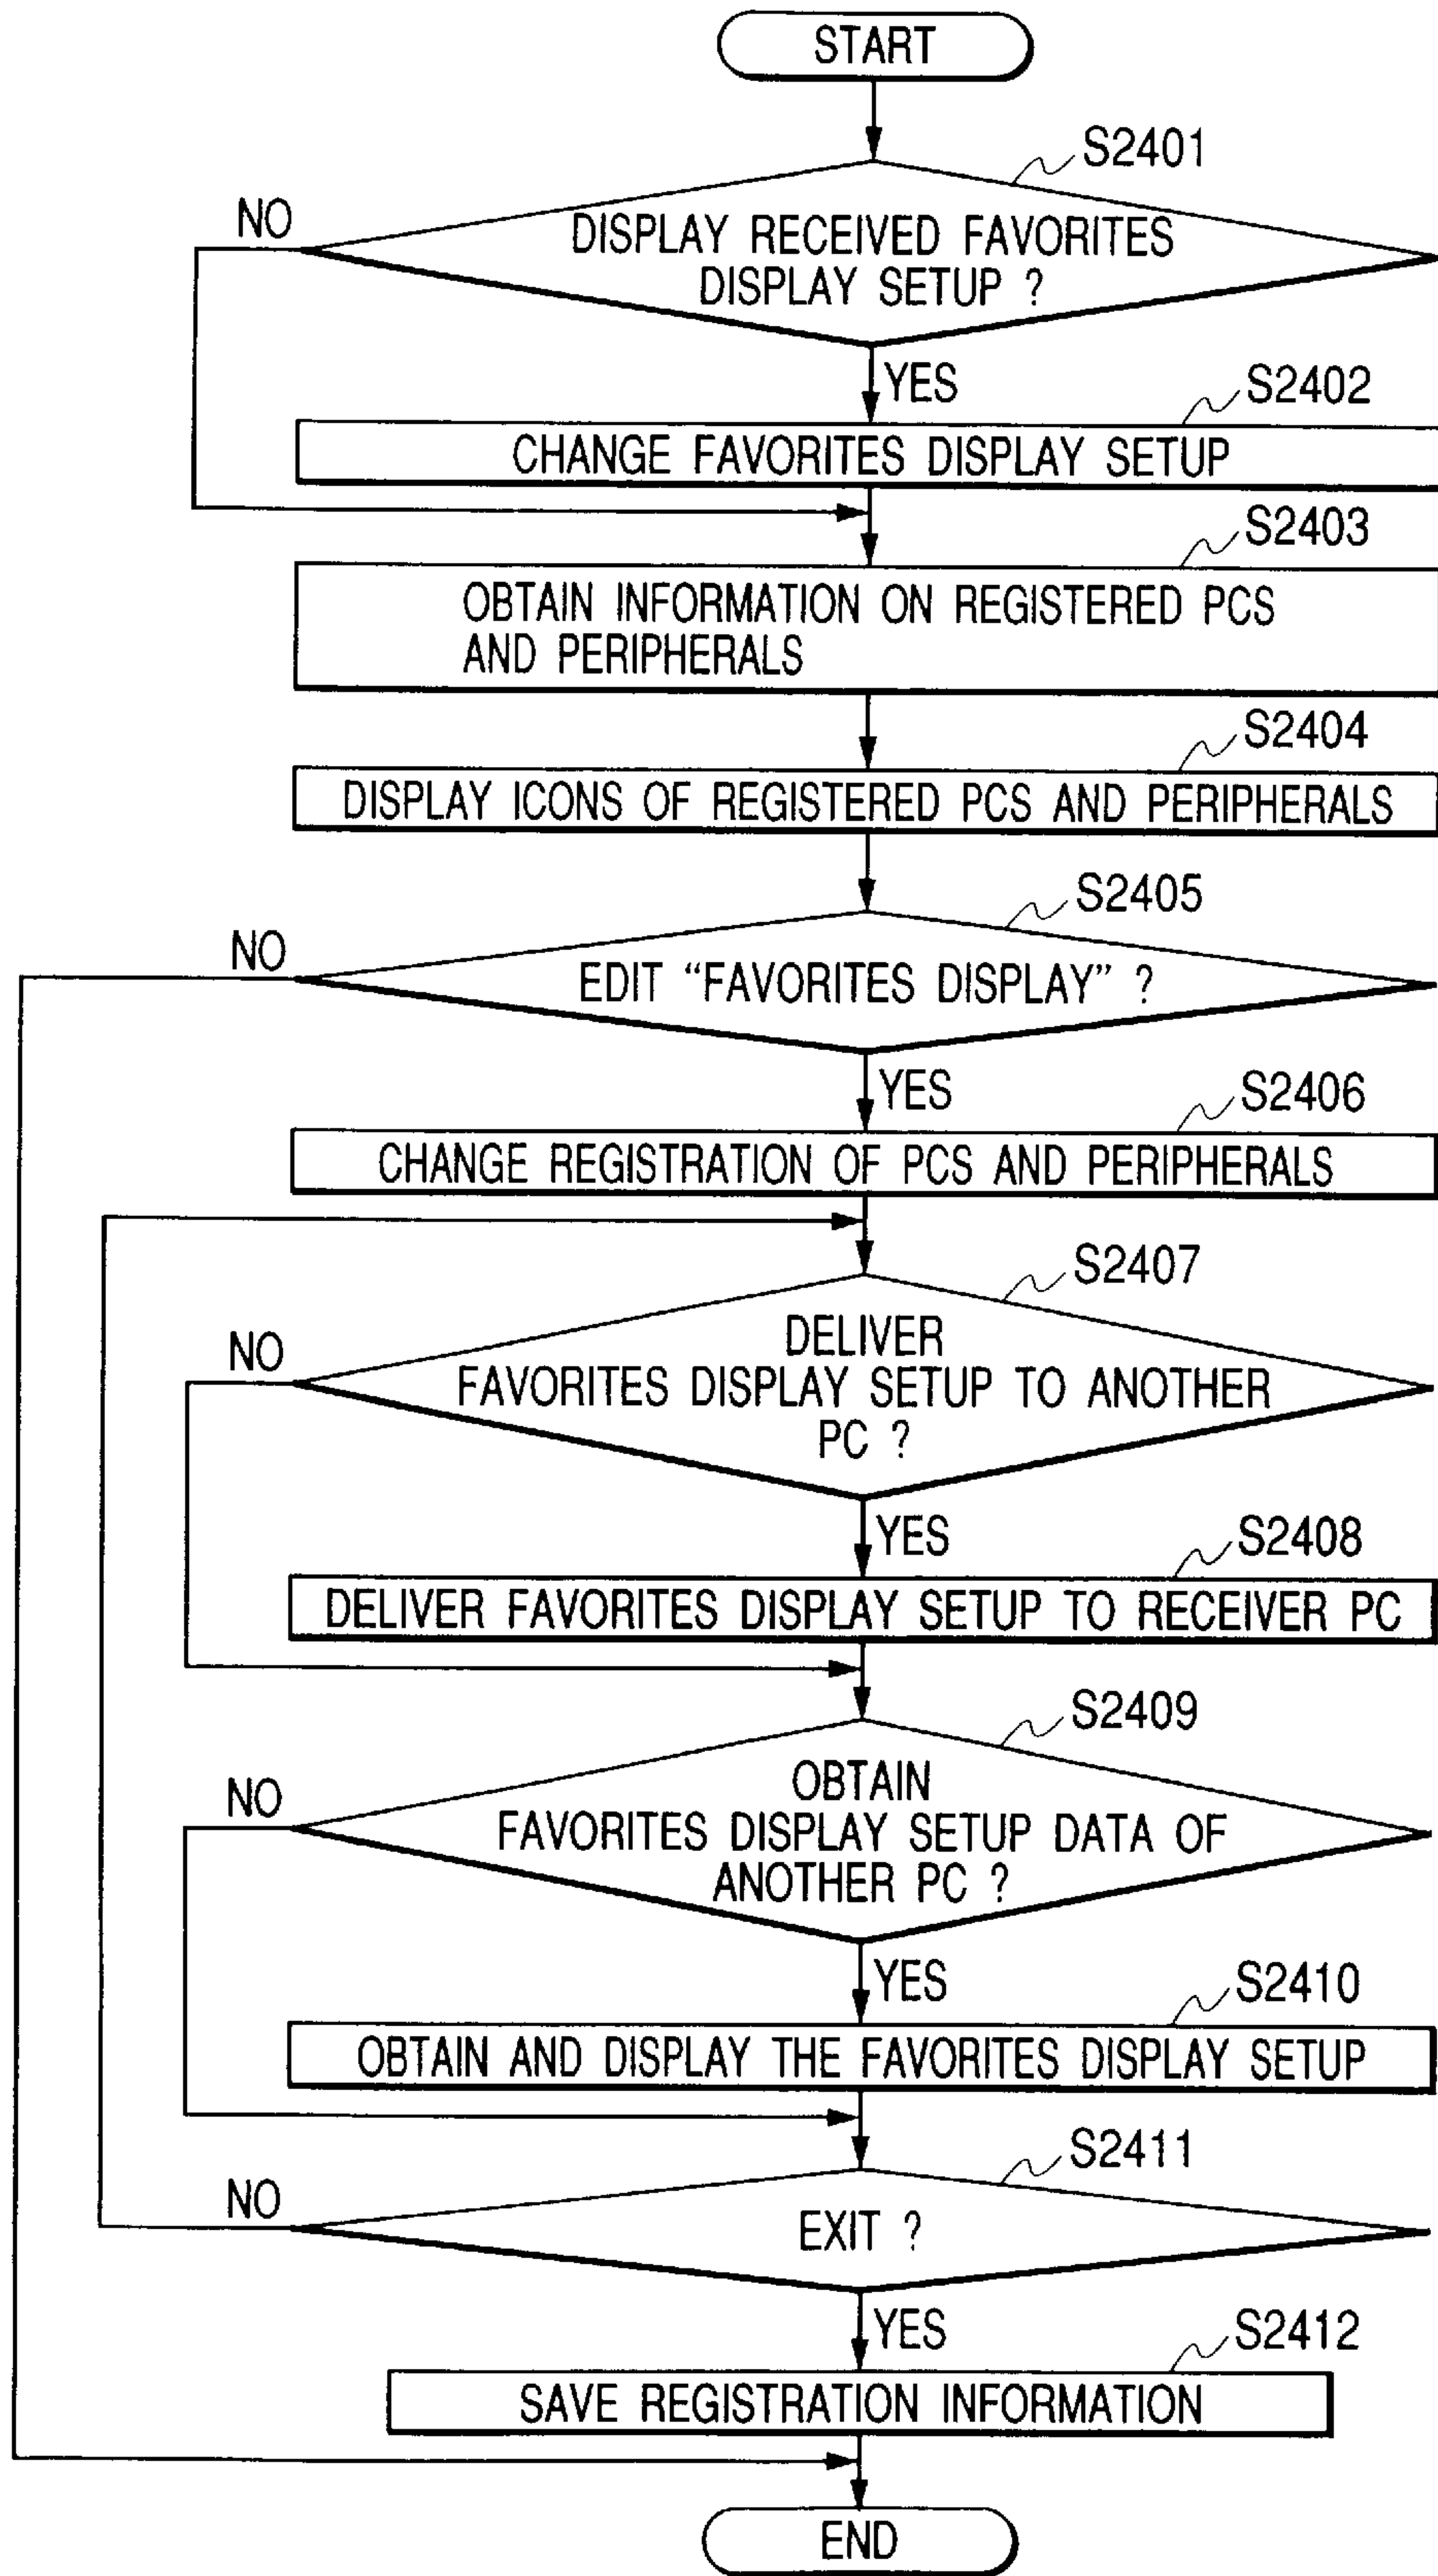 START
S2401
NO
DISPLAY RECEIVED FAVORITES
DISPLAY SETUP ?
YES
S2402
CHANGE FAVORITES DISPLAY SETUP
S2403
OBTAIN INFORMATION ON REGISTERED PCS
AND PERIPHERALS
S2404
DISPLAY ICONS OF REGISTERED PCS AND PERIPHERALS
S2405
NO
EDIT “FAVORITES DISPLAY” ?
YES
S2406
CHANGE REGISTRATION OF PCS AND PERIPHERALS
S2407
NO
DELIVER
FAVORITES DISPLAY SETUP TO ANOTHER
PC ?
YES
S2408
DELIVER FAVORITES DISPLAY SETUP TO RECEIVER PC
S2409
NO
OBTAIN
FAVORITES DISPLAY SETUP DATA OF
ANOTHER PC ?
YES
S2410
OBTAIN AND DISPLAY THE FAVORITES DISPLAY SETUP
S2411
NO
EXIT ?
YES
S2412
SAVE REGISTRATION INFORMATION
END